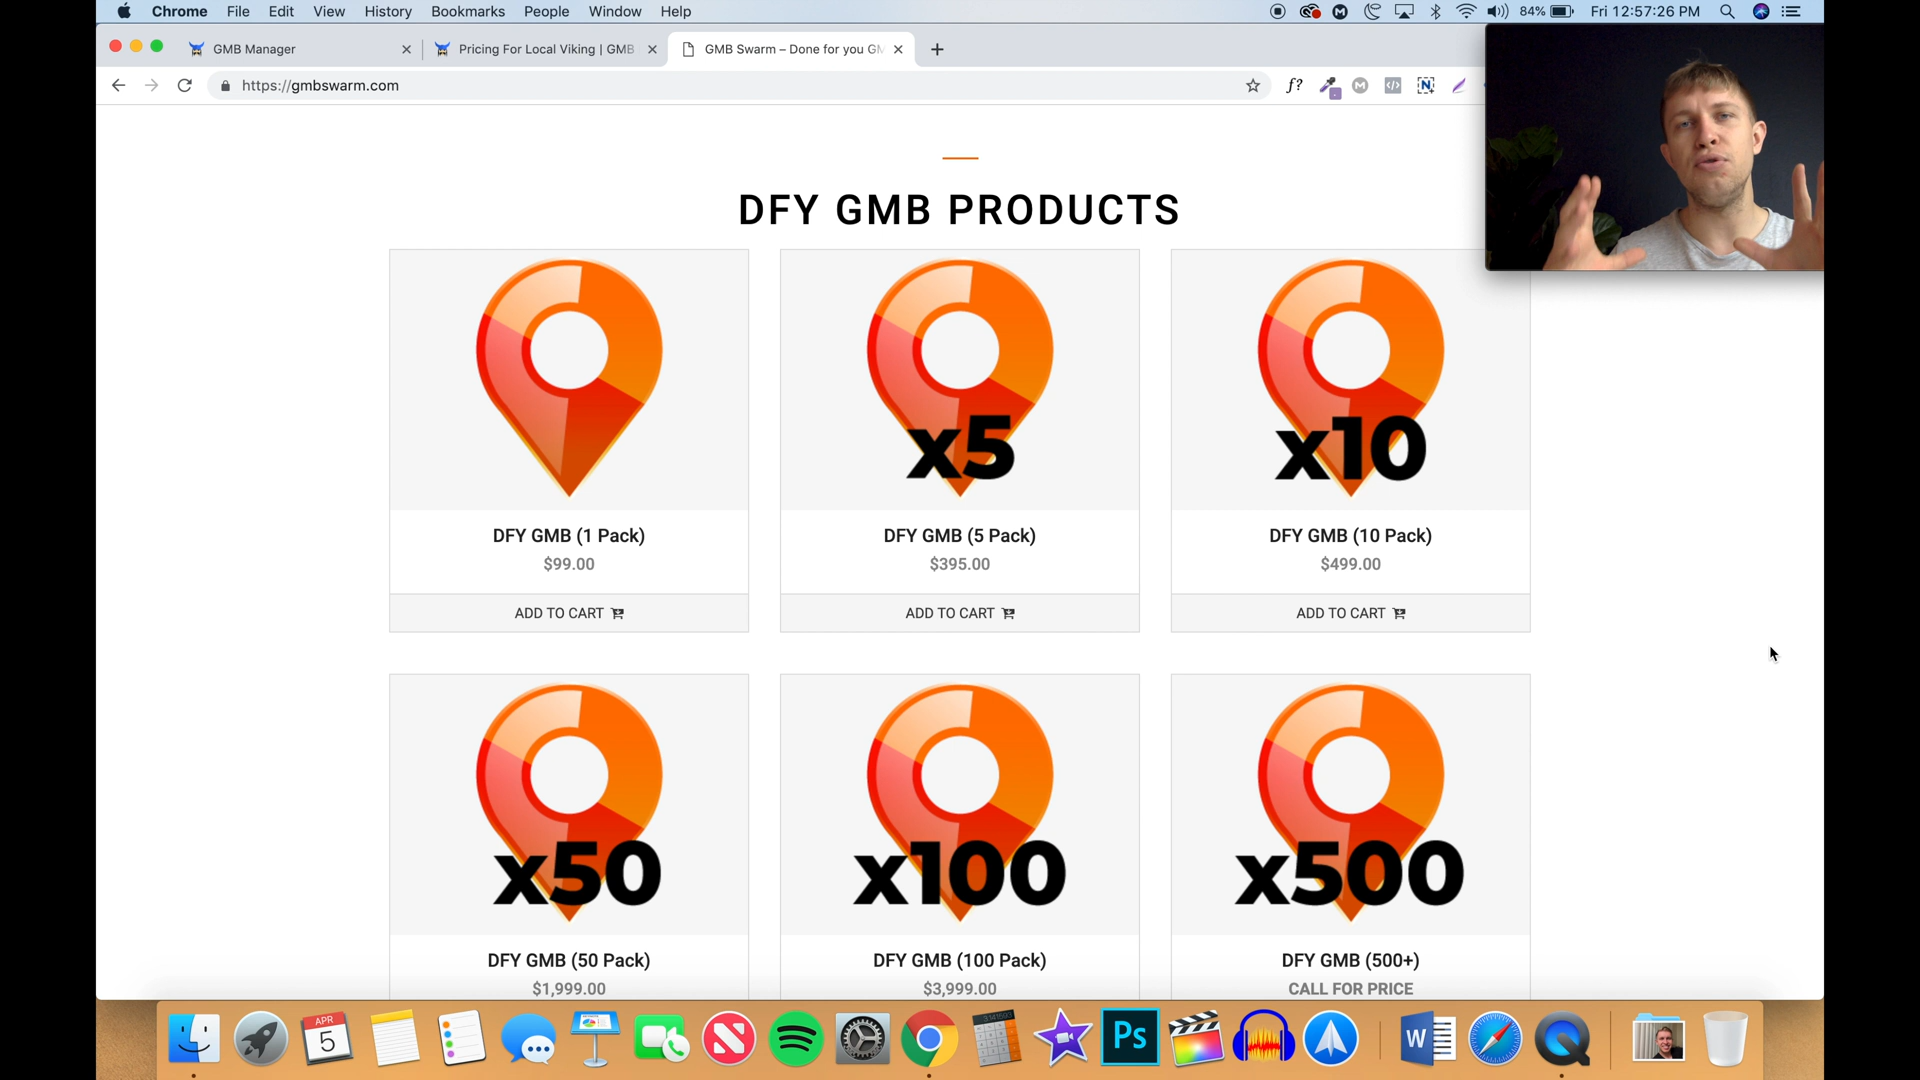 Chrome File Edit View History Bookmarks People Window Help
84% Fri 12:57:26 PM
GMB Manager
Pricing For Local Viking | GMB
GMB Swarm – Done for you GM
https://gmbswarm.com
f?
DFY GMB PRODUCTS
x5
x10
DFY GMB (1 Pack)
$99.00
ADD TO CART
DFY GMB (5 Pack)
$395.00
ADD TO CART
DFY GMB (10 Pack)
$499.00
ADD TO CART
x50
x100
x500
DFY GMB (50 Pack)
$1,999.00
DFY GMB (100 Pack)
$3,999.00
DFY GMB (500+)
CALL FOR PRICE
APR
5
Ps
W